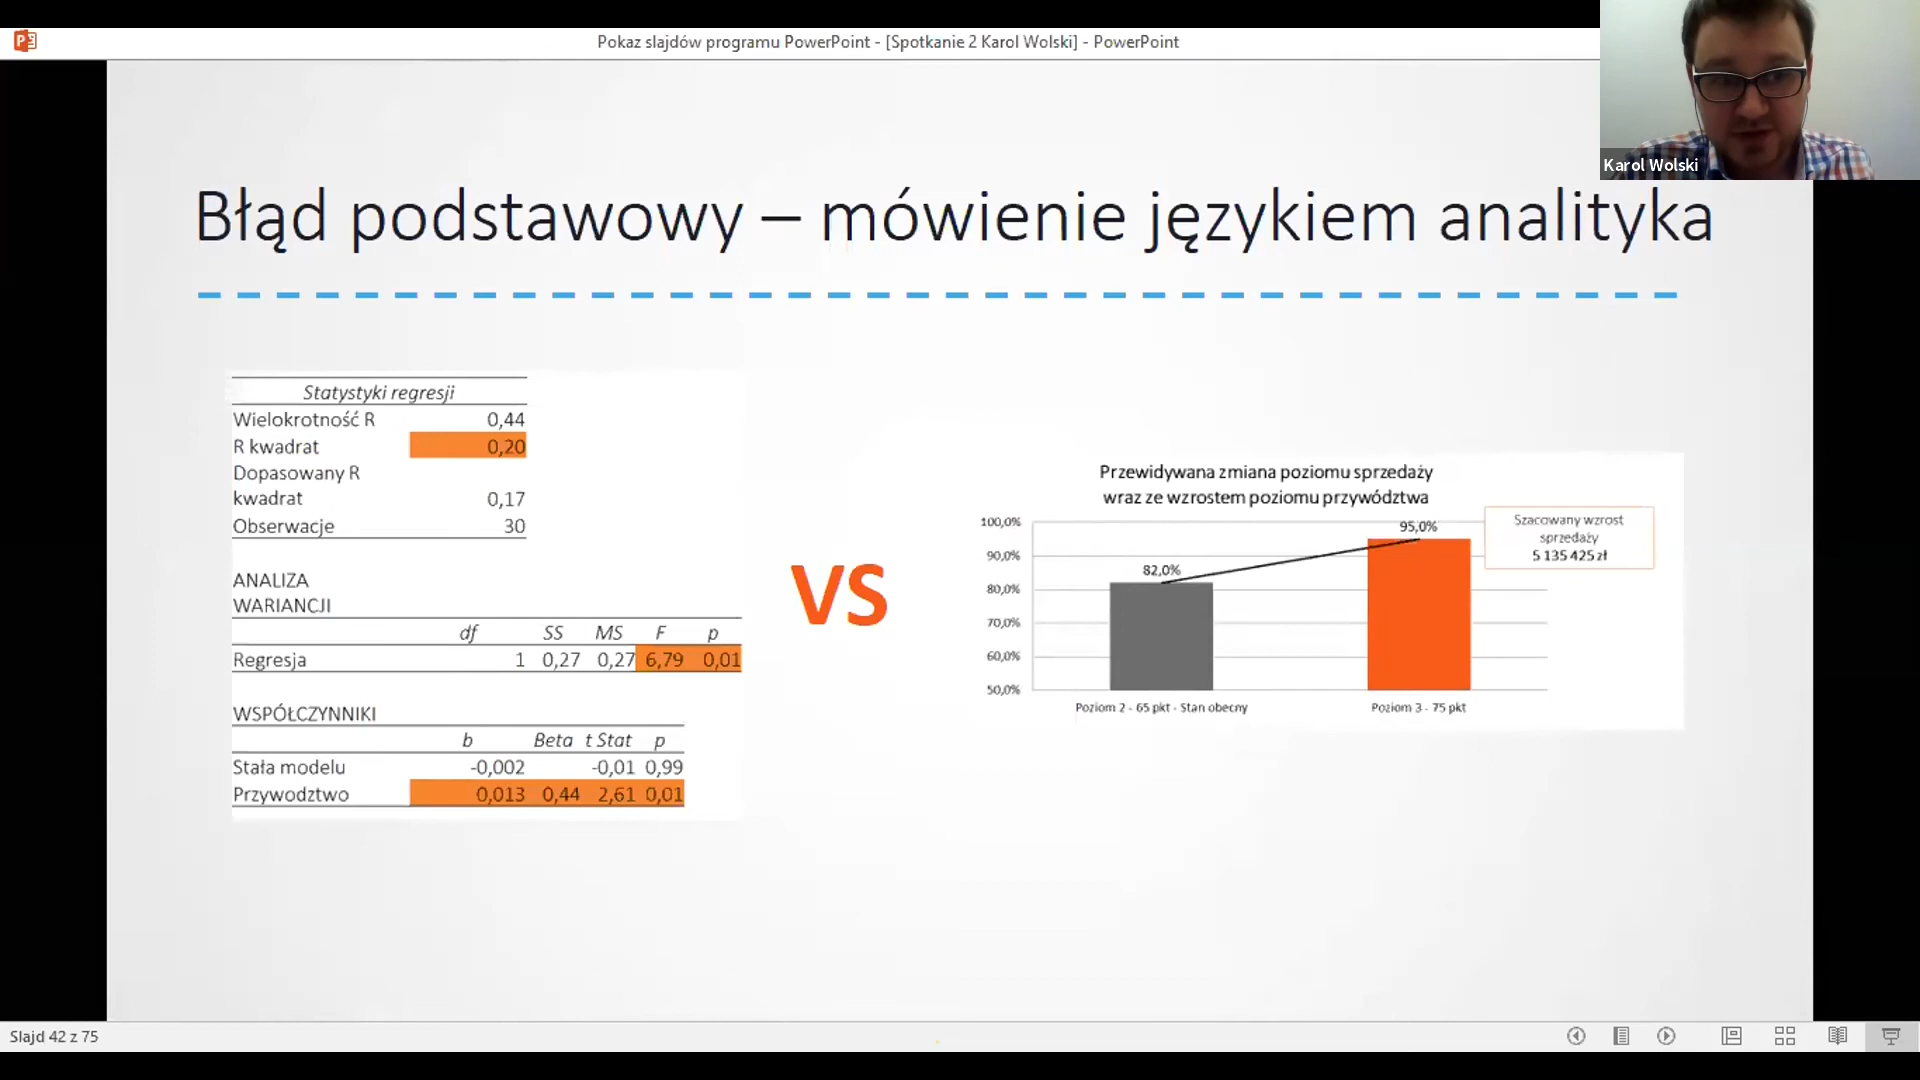 Pokaz slajdów programu PowerPoint - [Spotkanie 2 Karol Wolski] - PowerPoint
Karol Wolski
Błąd podstawowy – mówienie językiem analityka
Statystyki regresji
Wielokrotność R 0,44
R kwadrat 0,20
Dopasowany R
kwadrat 0,17
Obserwacje 30
ANALIZA
WARIANCJI
df SS MS F p
Regresja 1 0,27 0,27 6,79 0,01
WSPÓŁCZYNNIKI
b Beta t Stat p
Stała modelu -0,002 -0,01 0,99
Przywodztwo 0,013 0,44 2,61 0,01
VS
Przewidywana zmiana poziomu sprzedaży
wraz ze wzrostem poziomu przywództwa
100,0%
90,0%
80,0%
70,0%
60,0%
50,0%
82,0%
95,0%
Szacowany wzrost
sprzedaży
5 135 425 zł
Poziom 2 - 65 pkt - Stan obecny
Poziom 3 - 75 pkt
Slajd 42 z 75